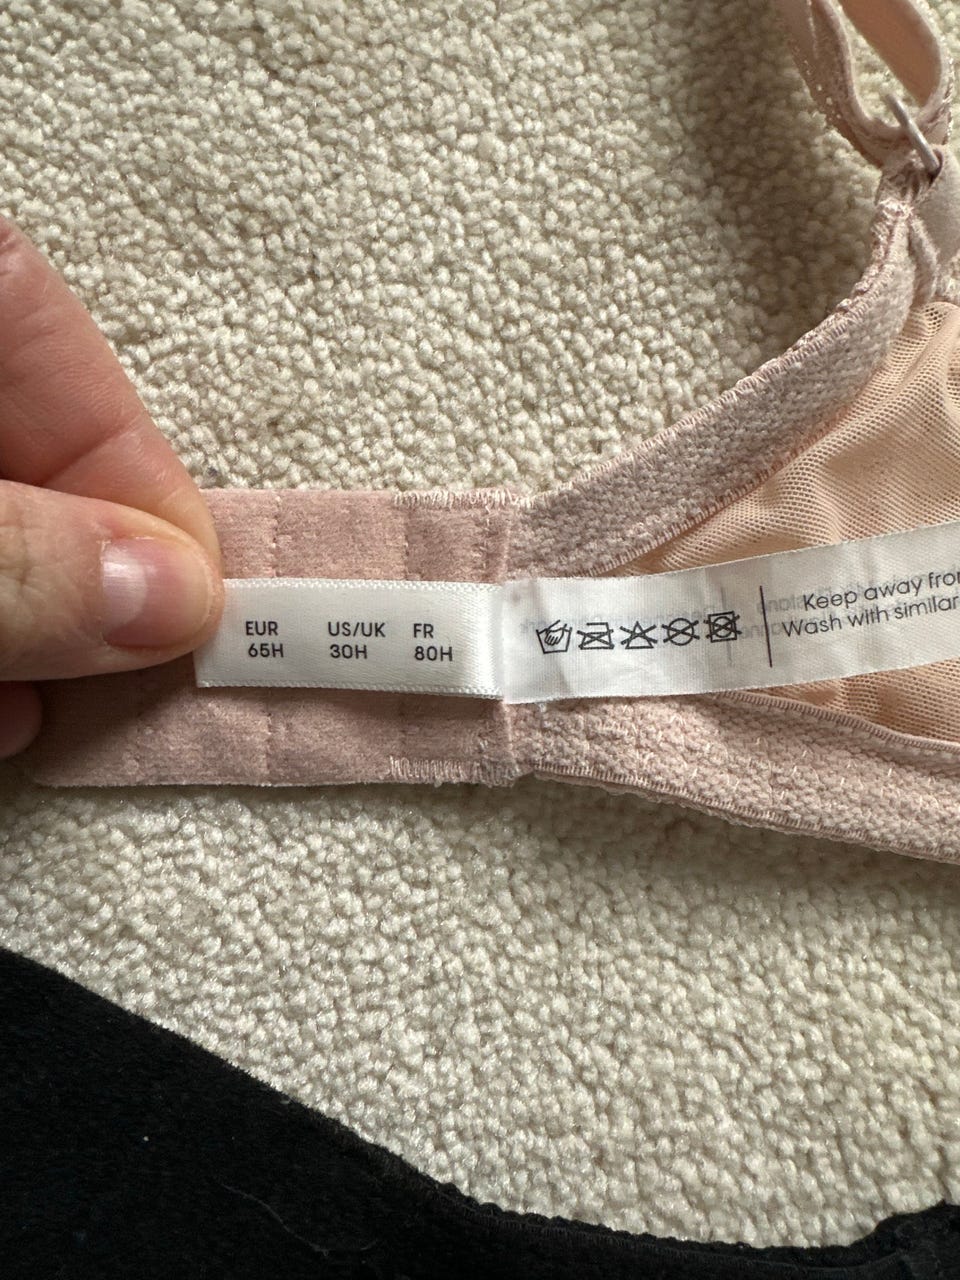 EUR US/UK FR
65H 30H 80H
Keep away from
Wash with similar